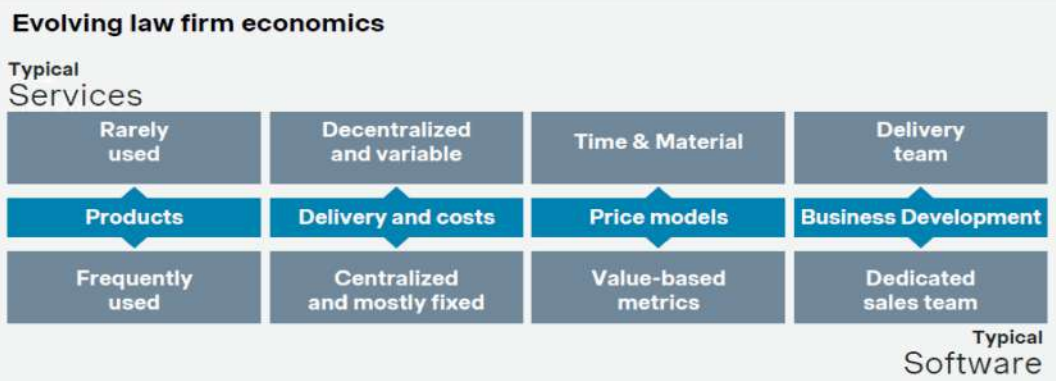 Evolving law firm economics
Typical
Services
Rarely
used
Decentralized
and variable
Time & Material
Delivery
team
Products
Delivery and costs
Price models
Business Development
Frequently
used
Centralized
and mostly fixed
Value-based
metrics
Dedicated
sales team
Typical
Software